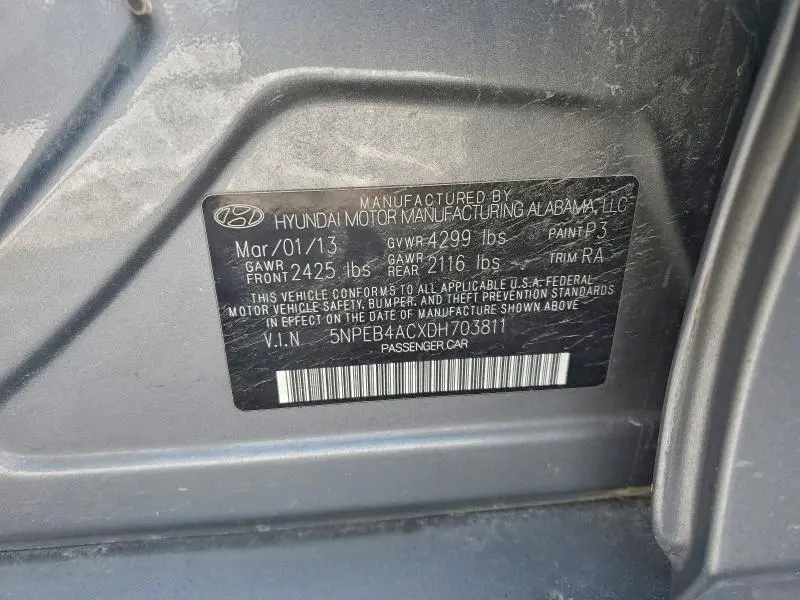 MANUFACTURED BY
HYUNDAI MOTOR MANUFACTURING ALABAMA, LLC
Mar/01/13 GVWR 4299 lbs PAINT P3
GAWR FRONT 2425 lbs GAWR REAR 2116 lbs TRIM RA
THIS VEHICLE CONFORMS TO ALL APPLICABLE U.S.A. FEDERAL
MOTOR VEHICLE SAFETY, BUMPER, AND THEFT PREVENTION STANDARDS
IN EFFECT ON THE DATE OF MANUFACTURE SHOWN ABOVE.
V.I.N 5NPEB4ACXDH703811
PASSENGER CAR